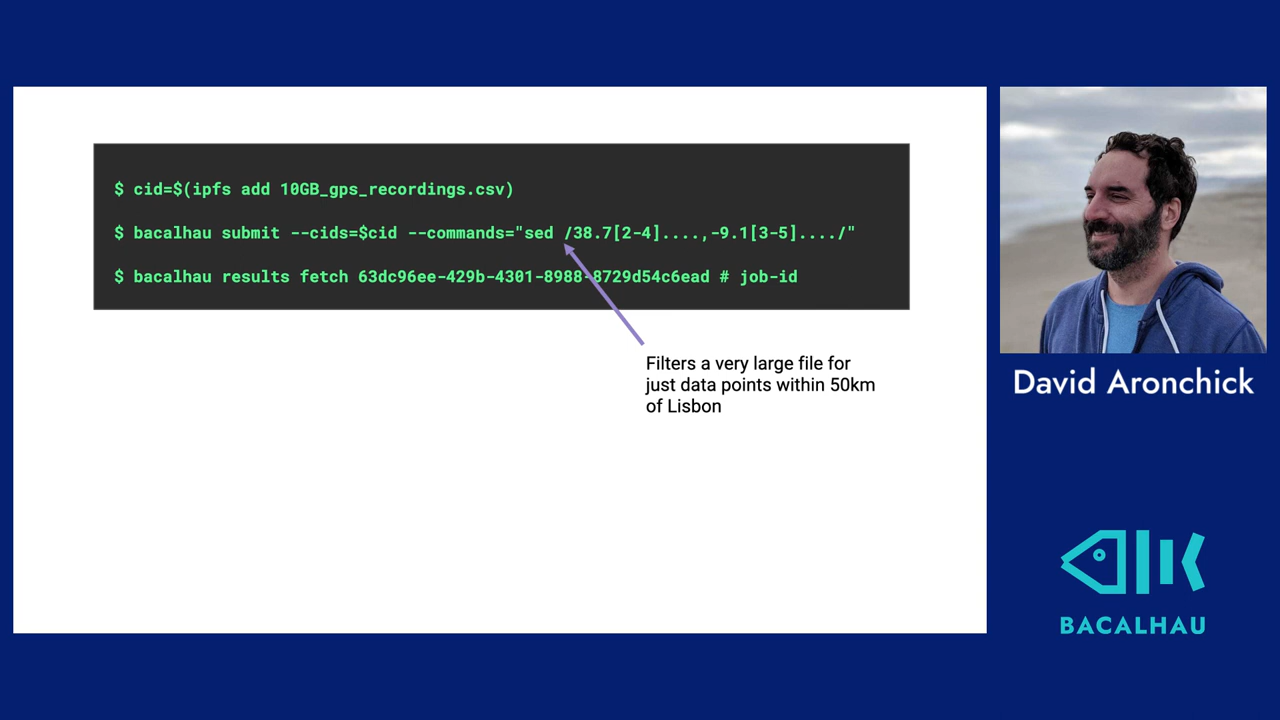 $ cid=$(ipfs add 10GB_gps_recordings.csv)
$ bacalhau submit --cids=$cid --commands="sed /38.7[2-4]....,-9.1[3-5]..../"
$ bacalhau results fetch 63dc96ee-429b-4301-8988-8729d54c6ead # job-id
Filters a very large file for
just data points within 50km
of Lisbon
David Aronchick
BACALHAU